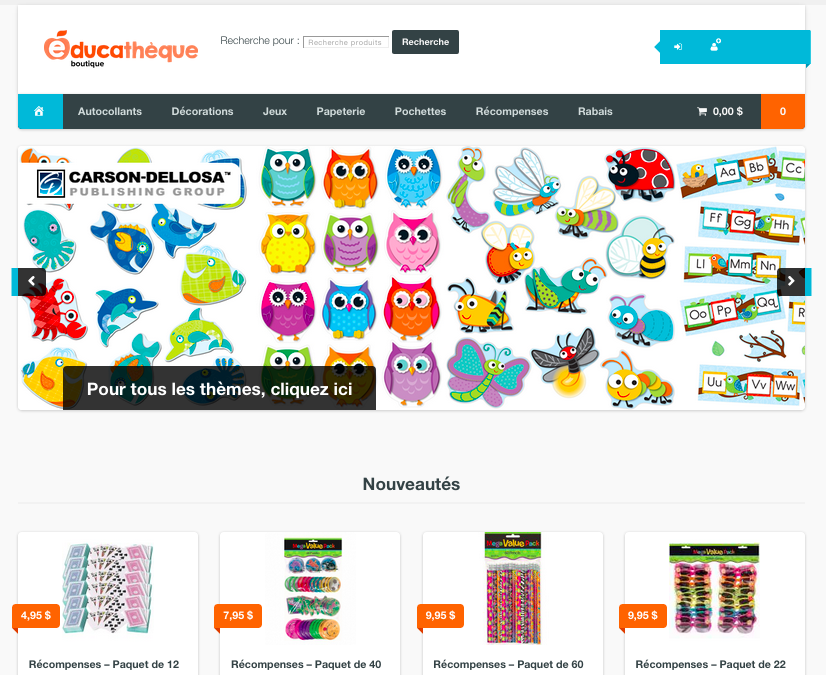 éducathèque
boutique
Recherche pour :
Recherche produits
Recherche
Autocollants
Décorations
Jeux
Papeterie
Pochettes
Récompenses
Rabais
0,00 $
0
CARSON-DELLOSA™
PUBLISHING GROUP
Aa Bb Cc
Ff Gg Hh
Ll Mm Nn
Oo Pp Qq R
Uu Vv Ww
Pour tous les thèmes, cliquez ici
Nouveautés
Mega Value Pack
Mega Value Pack
Mega Value Pack
4,95 $
7,95 $
9,95 $
9,95 $
Récompenses – Paquet de 12
Récompenses – Paquet de 40
Récompenses – Paquet de 60
Récompenses – Paquet de 22